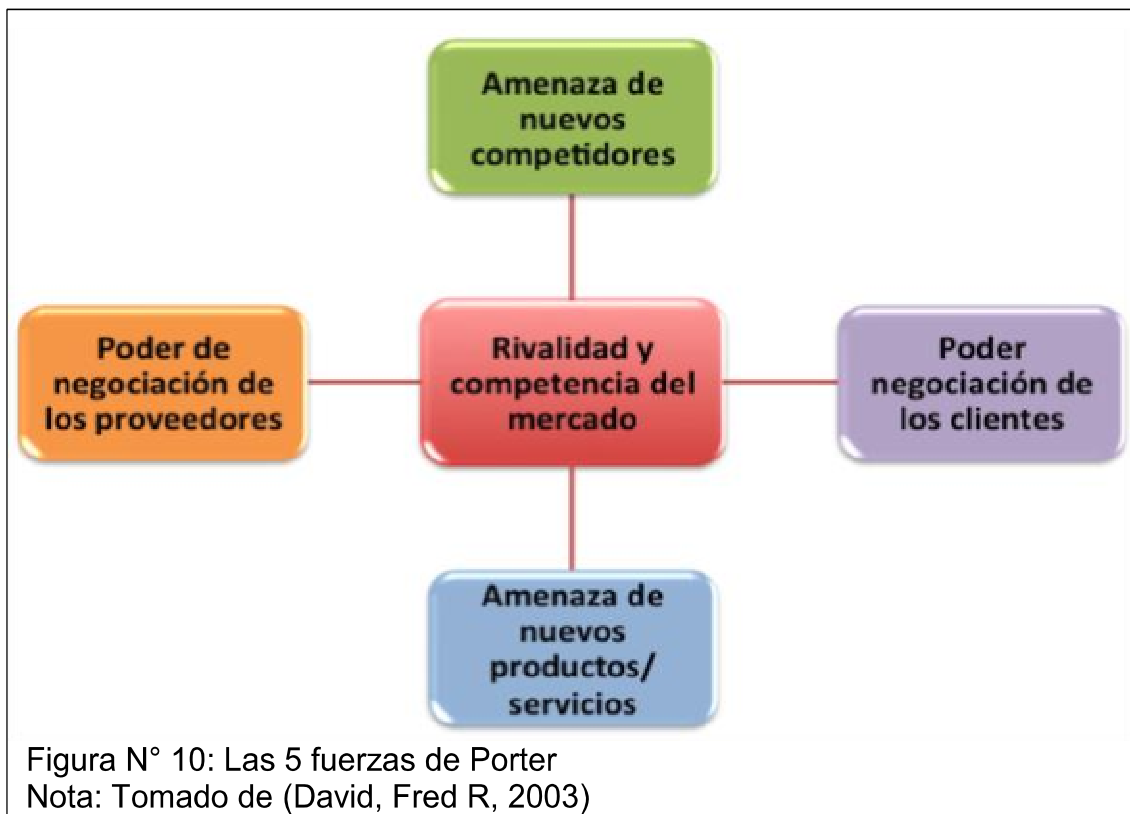 Amenaza de
nuevos
competidores
Poder de
negociación de
los proveedores
Rivalidad y
competencia del
mercado
Poder
negociación de
los clientes
Amenaza de
nuevos
productos/
servicios
Figura N° 10: Las 5 fuerzas de Porter
Nota: Tomado de (David, Fred R, 2003)